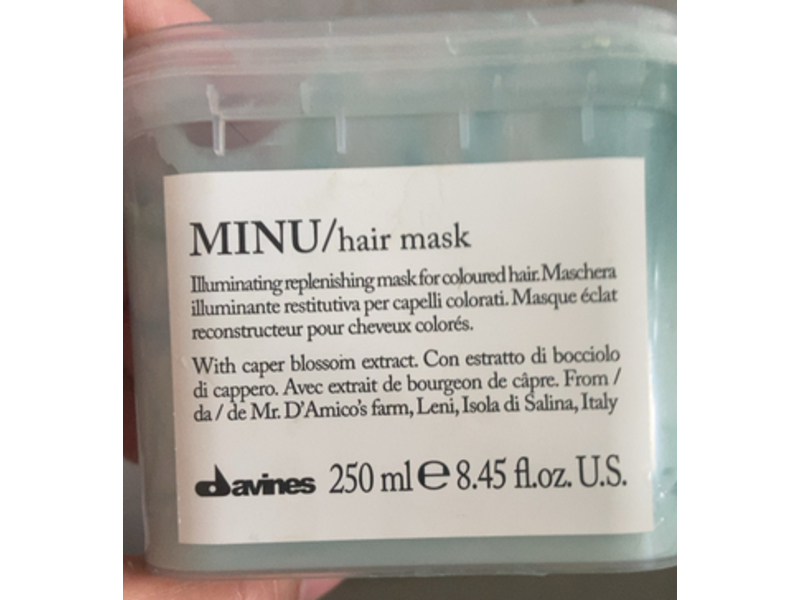 MINU/hair mask
Illuminating replenishing mask for coloured hair. Maschera
illuminante restitutiva per capelli colorati. Masque éclat
reconstructeur pour cheveux colorés.
With caper blossom extract. Con estratto di bocciolo
di cappero. Avec extrait de bourgeon de câpre. From /
da / de Mr. D'Amico's farm, Leni, Isola di Salina, Italy
davines 250 ml e 8.45 fl.oz. U.S.